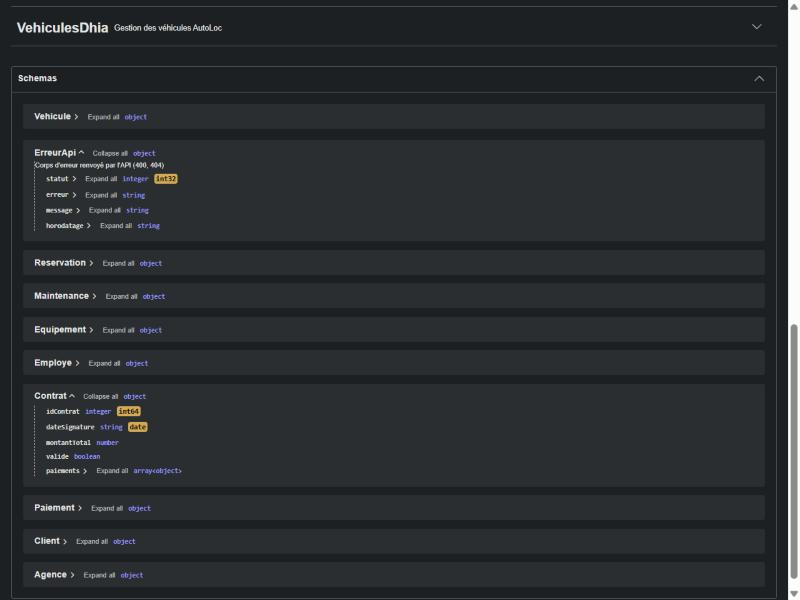 VehiculesDhia Gestion des véhicules AutoLoc
Schemas
Vehicule Expand all object
ErreurApi Collapse all object
Corps d'erreur renvoyé par l'API (400, 404)
statut Expand all integer int32
erreur Expand all string
message Expand all string
horodatage Expand all string
Reservation Expand all object
Maintenance Expand all object
Equipement Expand all object
Employe Expand all object
Contrat Collapse all object
idContrat integer int64
dateSignature string date
montantTotal number
valide boolean
paiements Expand all array<object>
Paiement Expand all object
Client Expand all object
Agence Expand all object